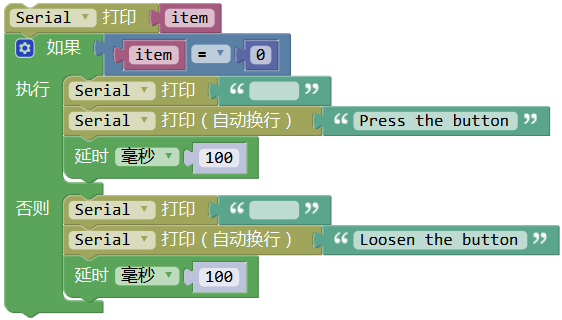 Serial 打印 item
如果 item = 0
执行 Serial 打印 “ ”
Serial 打印（自动换行） “ Press the button ”
延时 毫秒 100
否则 Serial 打印 “ ”
Serial 打印（自动换行） “ Loosen the button ”
延时 毫秒 100